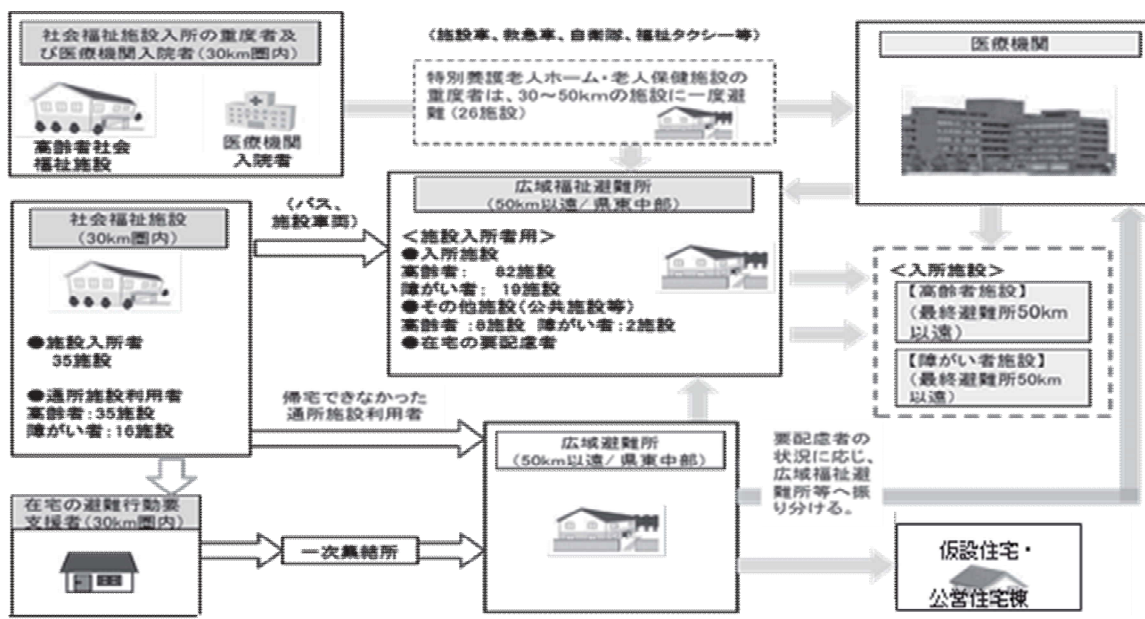 社会福祉施設入所の重度者及
び医療機関入院者(30km圏内)
高齢者社会
福祉施設
医療機関
入院者
(施設車、救急車、自衛隊、福祉タクシー等)
特別養護老人ホーム・老人保健施設の
重度者は、30～50kmの施設に一度避
難(26施設)
医療機関
社会福祉施設
(30km圏内)
●施設入所者
35施設
●通所施設利用者
高齢者:35施設
障がい者:16施設
(バス、
施設車両)
広域福祉避難所
(50km以遠/県東中部)
<施設入所者用>
●入所施設
高齢者: 82施設
障がい者: 19施設
●その他施設(公共施設等)
高齢者:8施設 障がい者:2施設
●在宅の要配慮者
<入所施設>
【高齢者施設】
(最終避難所50km
以遠)
【障がい者施設】
(最終避難所50km
以遠)
帰宅できなかった
通所施設利用者
広域避難所
(50km以遠/県東中部)
要配慮者の
状況に応じ、
広域福祉避
難所等へ振
り分ける。
在宅の避難行動要
支援者(30km圏内)
一次集結所
仮設住宅・
公営住宅棟